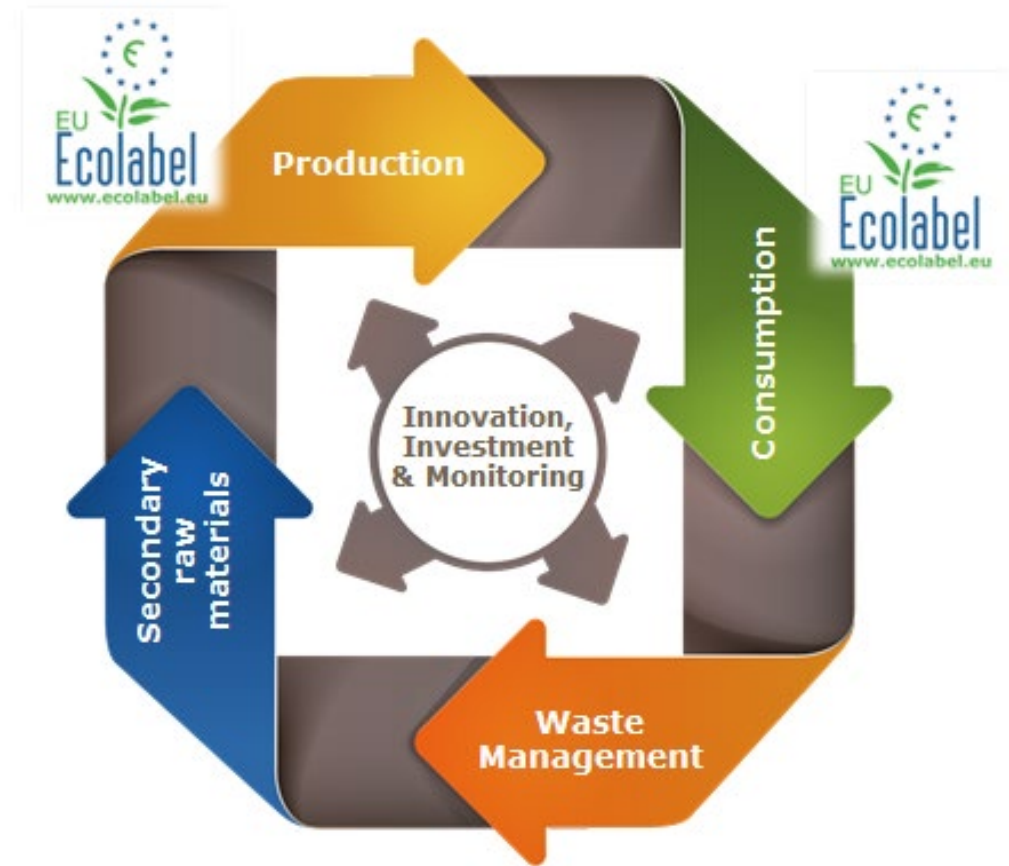 EU
Ecolabel
www.ecolabel.eu
Production
EU
Ecolabel
www.ecolabel.eu
Consumption
Innovation,
Investment
& Monitoring
Secondary
raw
materials
Waste
Management